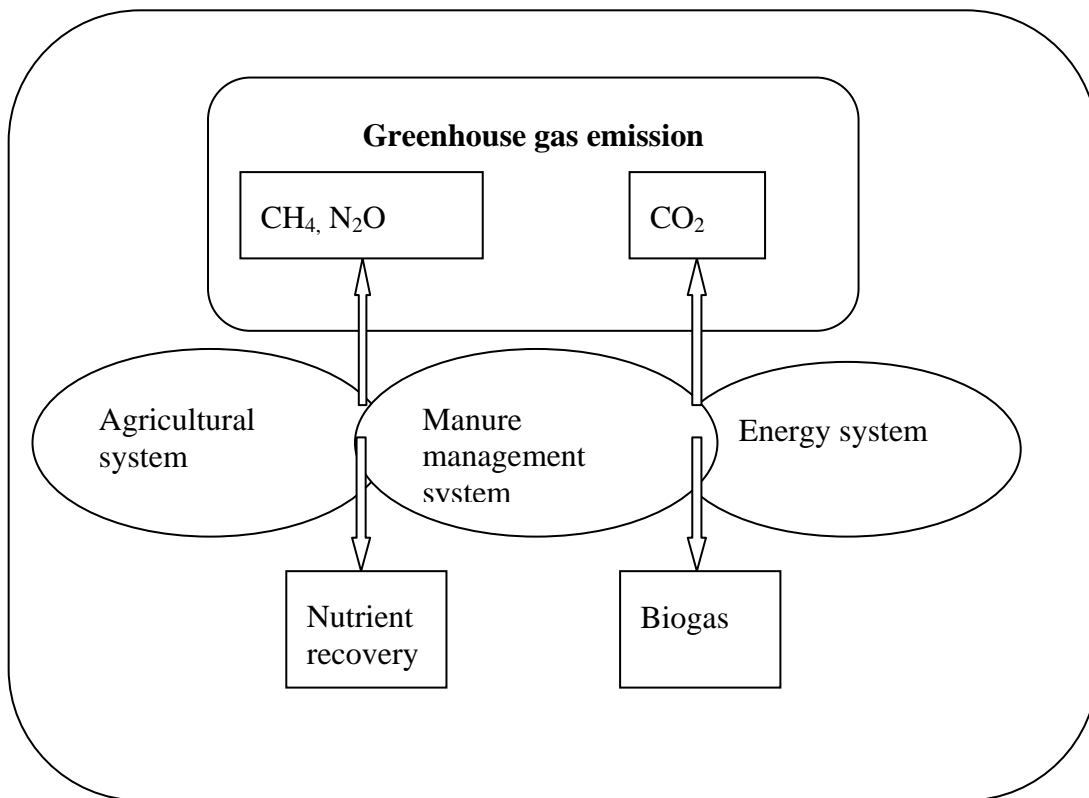 Greenhouse gas emission
CH₄, N₂O
CO₂
Agricultural
system
Manure
management
system
Energy system
Nutrient
recovery
Biogas